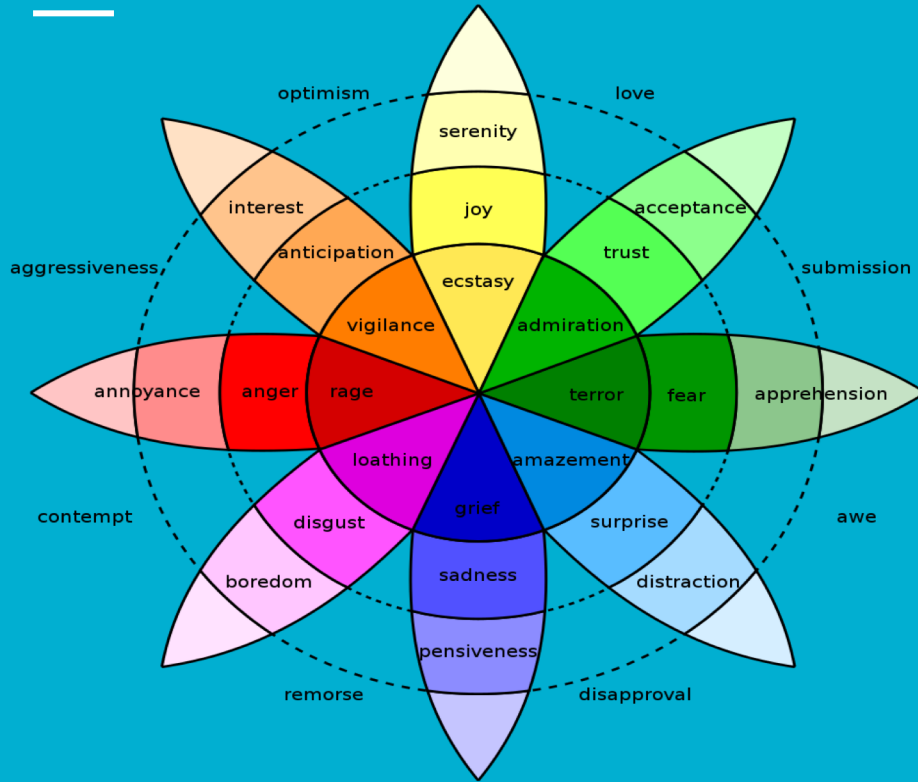 optimism
love
serenity
interest
joy
acceptance
anticipation
trust
aggressiveness
submission
ecstasy
vigilance
admiration
annoyance
anger
rage
terror
fear
apprehension
loathing
amazement
grief
contempt
disgust
surprise
awe
boredom
sadness
distraction
pensiveness
remorse
disapproval